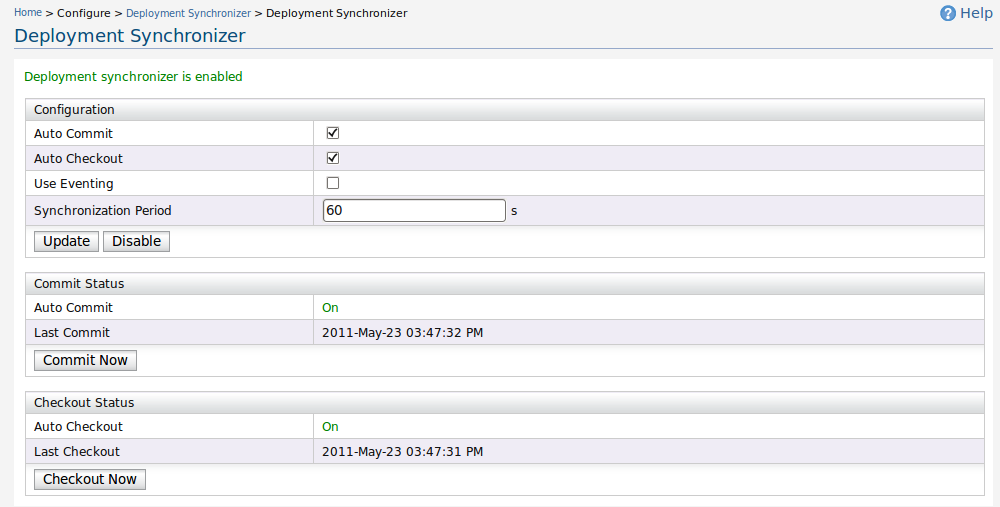 Home > Configure > Deployment Synchronizer > Deployment Synchronizer
? Help
Deployment Synchronizer
Deployment synchronizer is enabled
Configuration
Auto Commit
Auto Checkout
Use Eventing
Synchronization Period 60 s
Update Disable
Commit Status
Auto Commit On
Last Commit 2011-May-23 03:47:32 PM
Commit Now
Checkout Status
Auto Checkout On
Last Checkout 2011-May-23 03:47:31 PM
Checkout Now